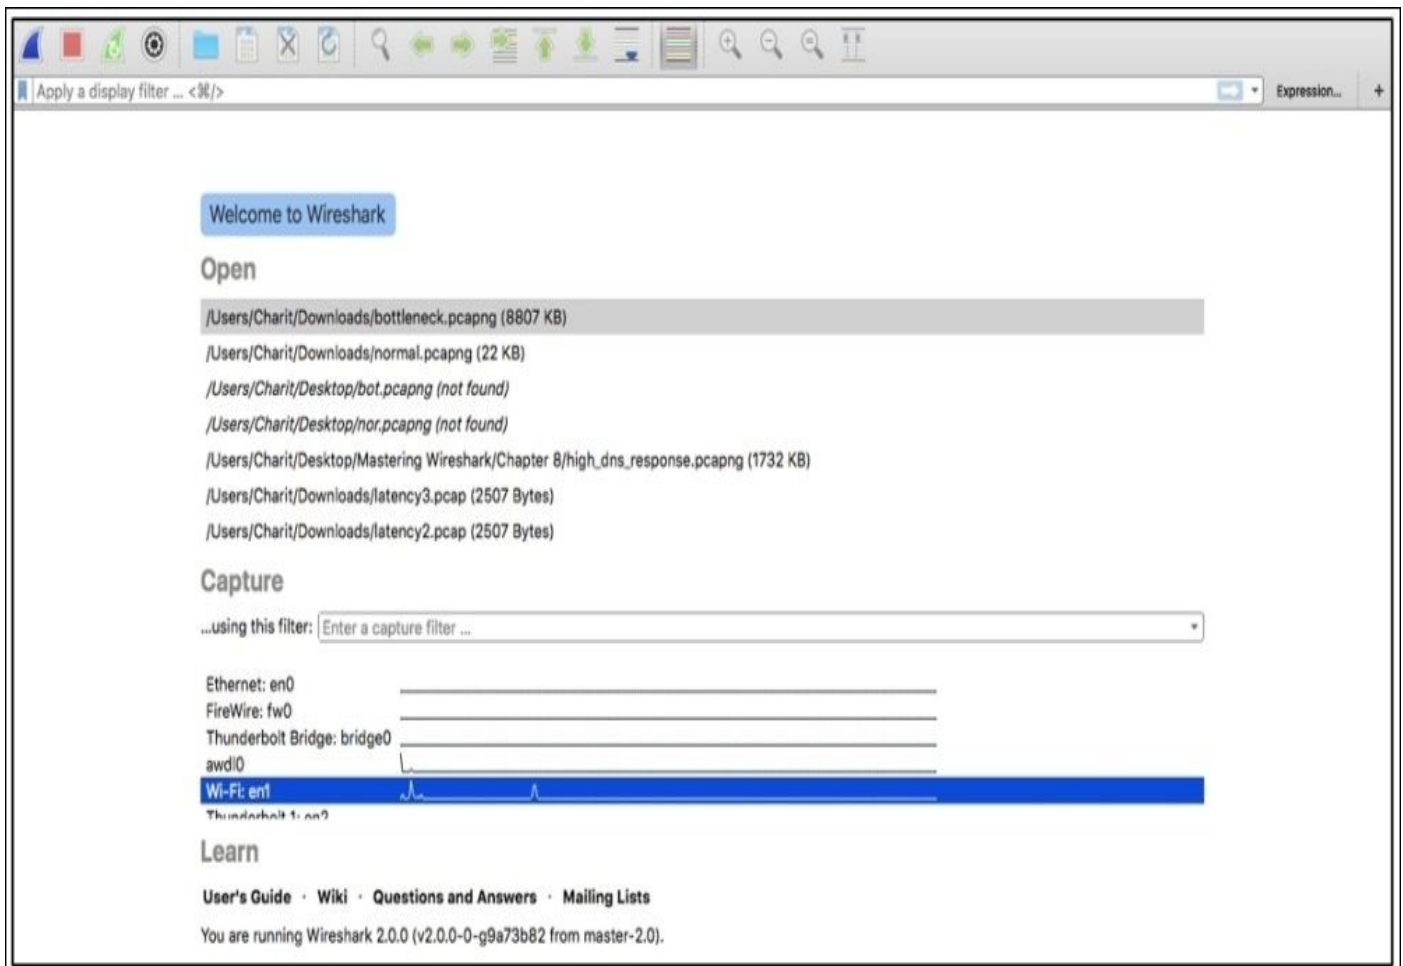 Apply a display filter ... <⌘/>
Expression...
+
Welcome to Wireshark
Open
/Users/Charit/Downloads/bottleneck.pcapng (8807 KB)
/Users/Charit/Downloads/normal.pcapng (22 KB)
/Users/Charit/Desktop/bot.pcapng (not found)
/Users/Charit/Desktop/nor.pcapng (not found)
/Users/Charit/Desktop/Mastering Wireshark/Chapter 8/high_dns_response.pcapng (1732 KB)
/Users/Charit/Downloads/latency3.pcap (2507 Bytes)
/Users/Charit/Downloads/latency2.pcap (2507 Bytes)
Capture
...using this filter: Enter a capture filter ...
Ethernet: en0
FireWire: fw0
Thunderbolt Bridge: bridge0
awdl0
Wi-Fi: en1
Thunderbolt 1: en2
Learn
User's Guide · Wiki · Questions and Answers · Mailing Lists
You are running Wireshark 2.0.0 (v2.0.0-0-g9a73b82 from master-2.0).